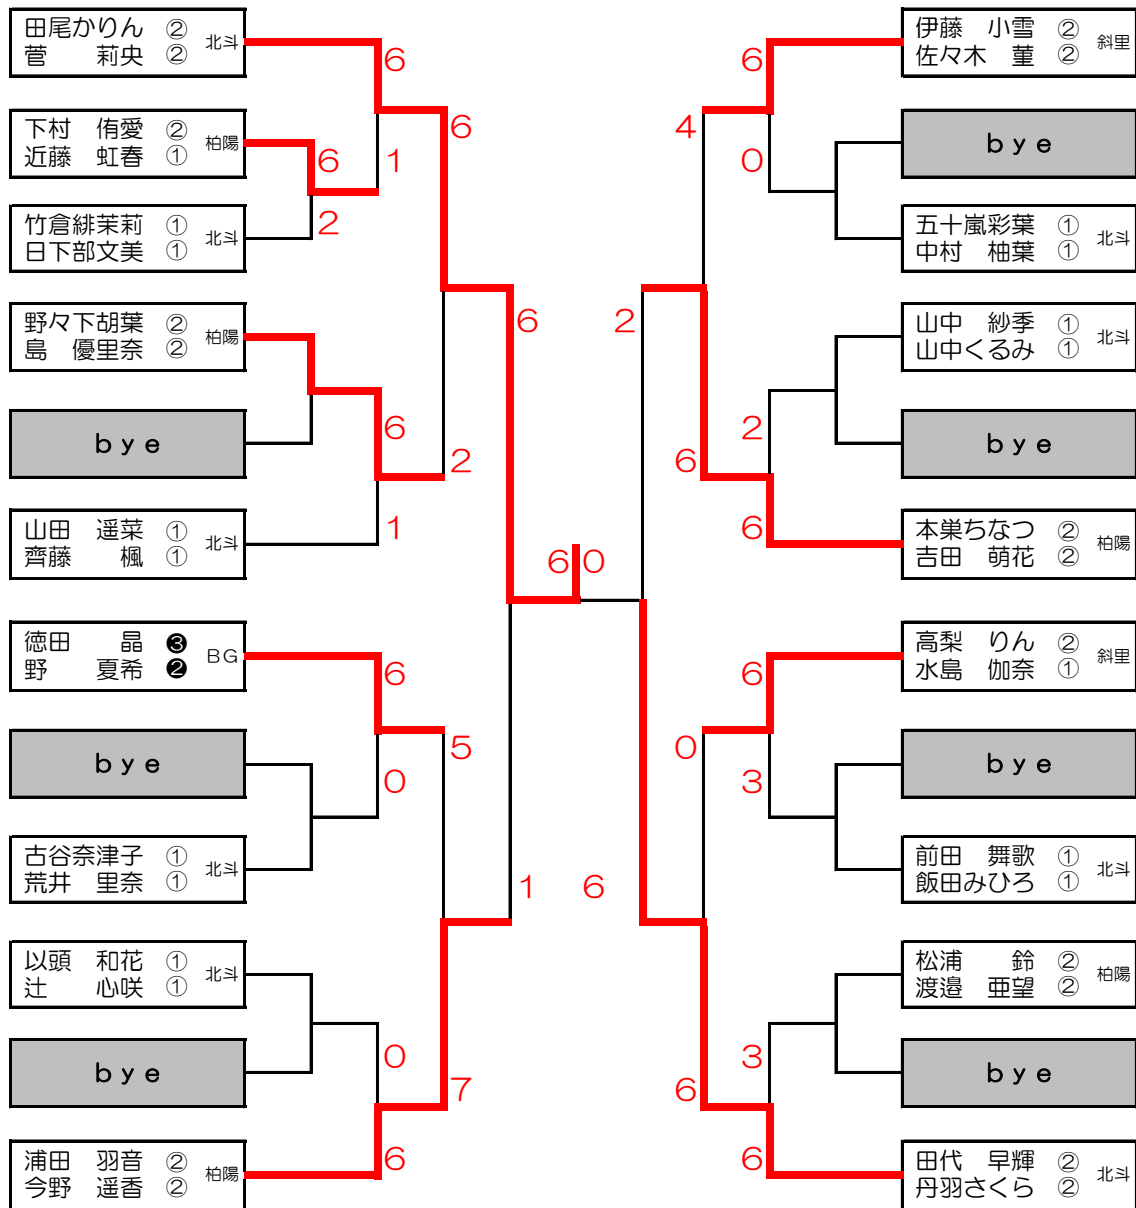 田尾かりん ② 北斗
菅 莉央 ②
6
下村 侑愛 ② 柏陽
近藤 虹春 ①
6
1
6
竹倉緋茉莉 ① 北斗
日下部文美 ①
2
野々下胡葉 ② 柏陽
島 優里奈 ②
6
bye
6
2
山田 遥菜 ① 北斗
齊藤 楓 ①
1
徳田 晶 ❸ BG
野 夏希 ❷
6
bye
5
0
古谷奈津子 ① 北斗
荒井 里奈 ①
1
以頭 和花 ① 北斗
辻 心咲 ①
bye
0
7
浦田 羽音 ② 柏陽
今野 遥香 ②
6
6 0
伊藤 小雪 ② 斜里
佐々木 菫 ②
6
4
bye
0
五十嵐彩葉 ① 北斗
中村 柚葉 ①
2
山中 紗季 ① 北斗
山中くるみ ①
bye
2
6
本巣ちなつ ② 柏陽
吉田 萌花 ②
6
高梨 りん ② 斜里
水島 伽奈 ①
6
0
bye
3
前田 舞歌 ① 北斗
飯田みひろ ①
6
松浦 鈴 ② 柏陽
渡邉 亜望 ②
bye
3
6
田代 早輝 ② 北斗
丹羽さくら ②
6